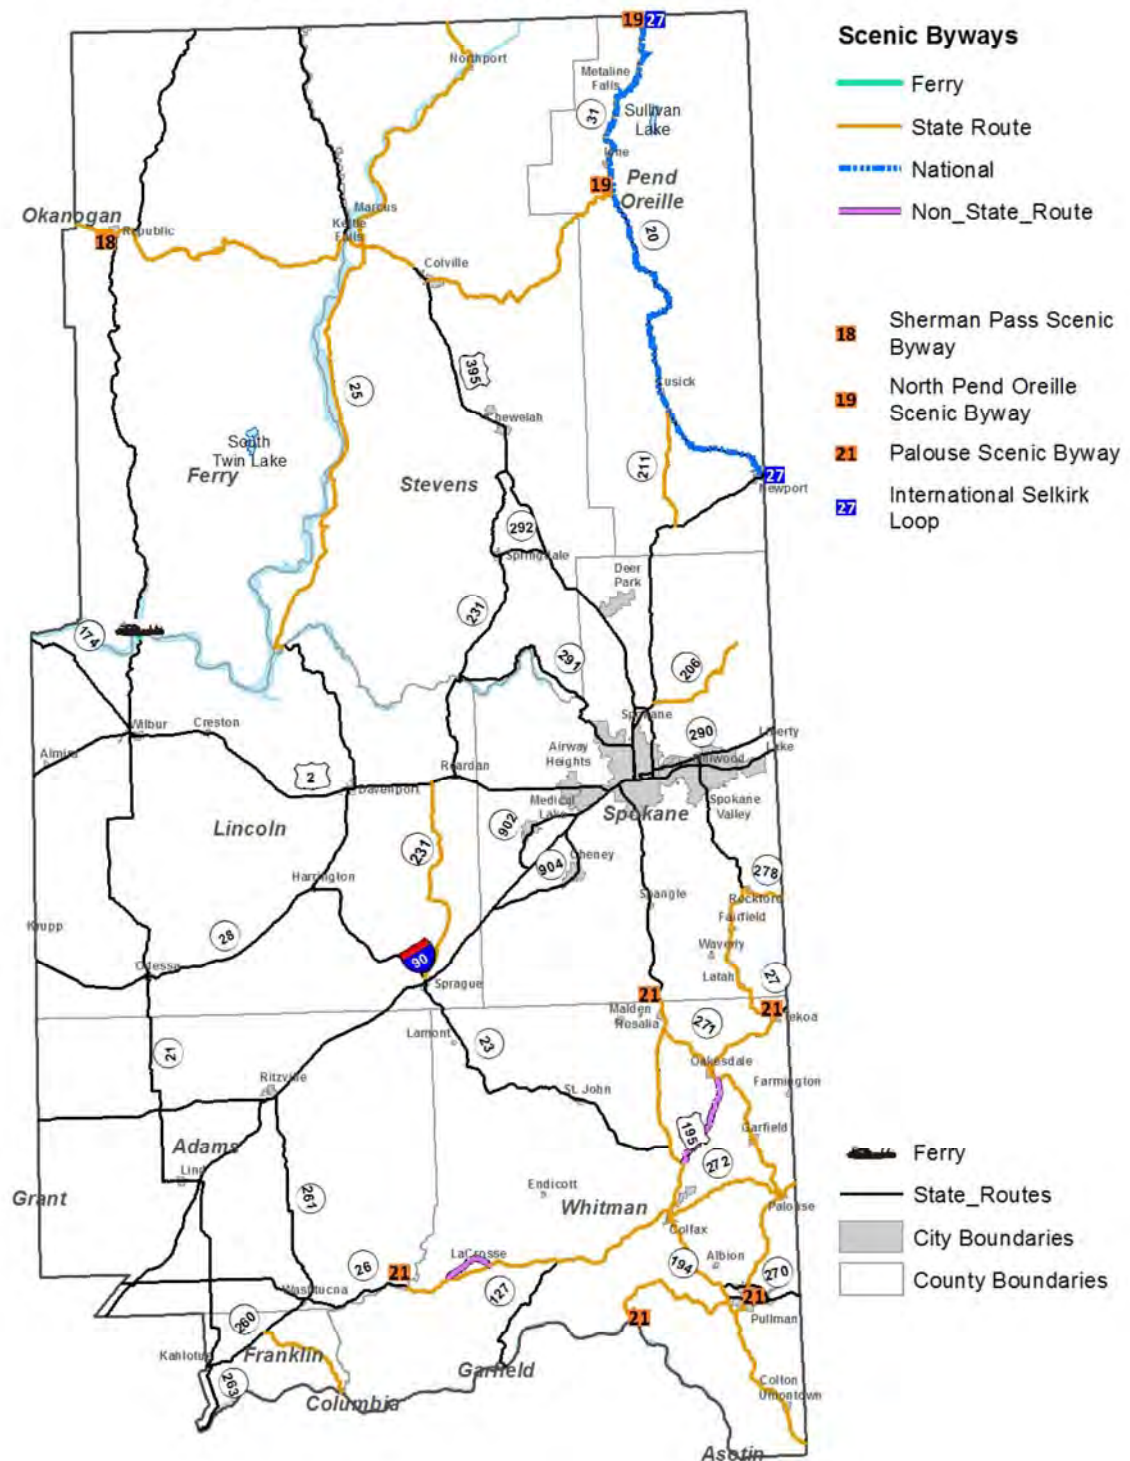 19 27
Scenic Byways
Northport
Metaline
Falls
Ferry
31
Sullivan
Lake
State Route
Ione
National
19
Pend
Oreille
Marcus
Non_State_Route
Okanogan
Kettle
Falls
Republic
20
18
Colville
Sherman Pass Scenic
18
Byway
395
25
Cusick
North Pend Oreille
19
Scenic Byway
Chewelah
South
Twin Lake
21 Palouse Scenic Byway
211
27
Ferry
Stevens
Newport
International Selkirk
27
Loop
292
Springdale
Deer
Park
231
174
291
206
Spokane
Wilbur
Creston
290
Liberty
Lake
Almira
Airway
Heights
Millwood
Reardan
2
Davenport
Medical
Lake
Spokane
Valley
Spokane
Lincoln
902
231
904
Cheney
278
Harrington
Spangle
Rockford
Fairfield
Krupp
28
Waverly
90
Odessa
Latah
27
Sprague
21
21
Malden
Rosalia
Tekoa
271
Lamont
23
21
Oakesdale
Ritzville
St. John
Farmington
195
Garfield
Adams
272
Ferry
Lind
Endicott
State_Routes
Grant
261
Whitman
Palouse
Colfax
City Boundaries
LaCrosse
Albion
26
21
194
270
County Boundaries
Washtucna
127
21
21
Pullman
260
Kahlotus
Franklin
Garfield
263
Colton
Uniontown
Columbia
Asotin